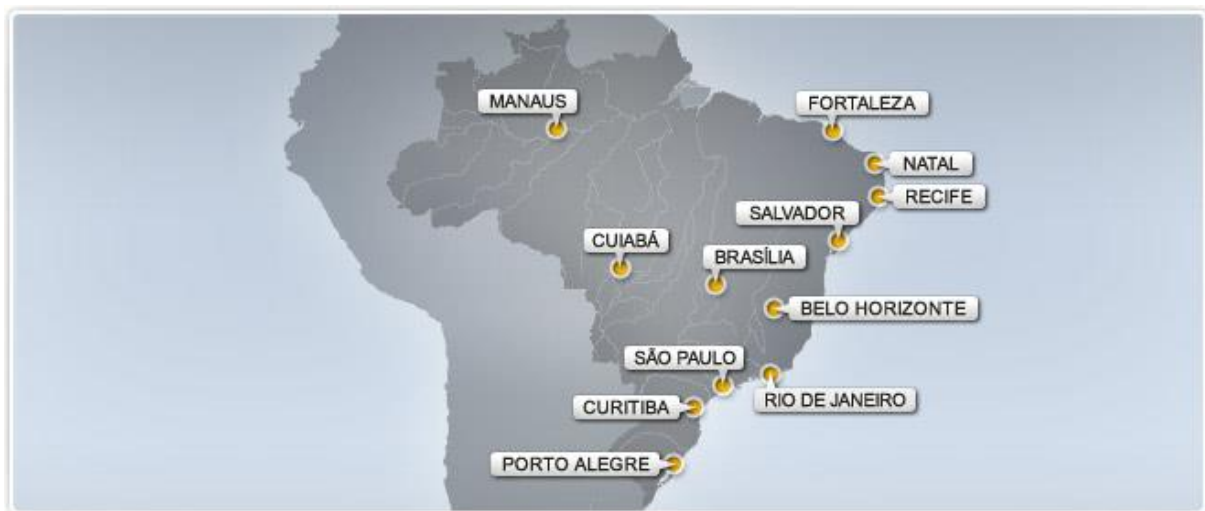 MANAUS
FORTALEZA
NATAL
RECIFE
SALVADOR
CUIABÁ
BRASÍLIA
BELO HORIZONTE
SÃO PAULO
RIO DE JANEIRO
CURITIBA
PORTO ALEGRE